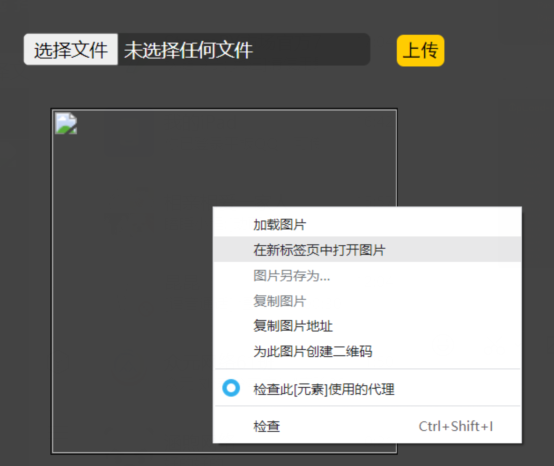 选择文件 未选择任何文件 上传
加载图片
在新标签页中打开图片
图片另存为...
复制图片
复制图片地址
为此图片创建二维码
检查此[元素]使用的代理
检查 Ctrl+Shift+I